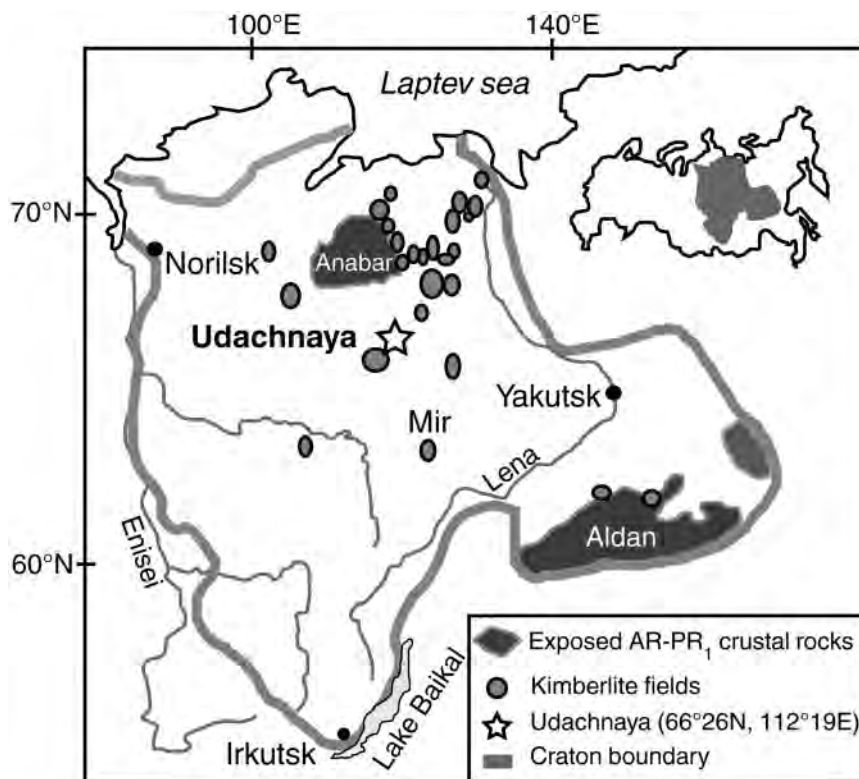 100°E 140°E
Laptev sea
70°N
Norilsk
Anabar
Udachnaya
Yakutsk
Mir
Lena
Enisei
Aldan
60°N
Lake Baikal
Irkutsk
Exposed AR-PR₁ crustal rocks
Kimberlite fields
Udachnaya (66°26N, 112°19E)
Craton boundary